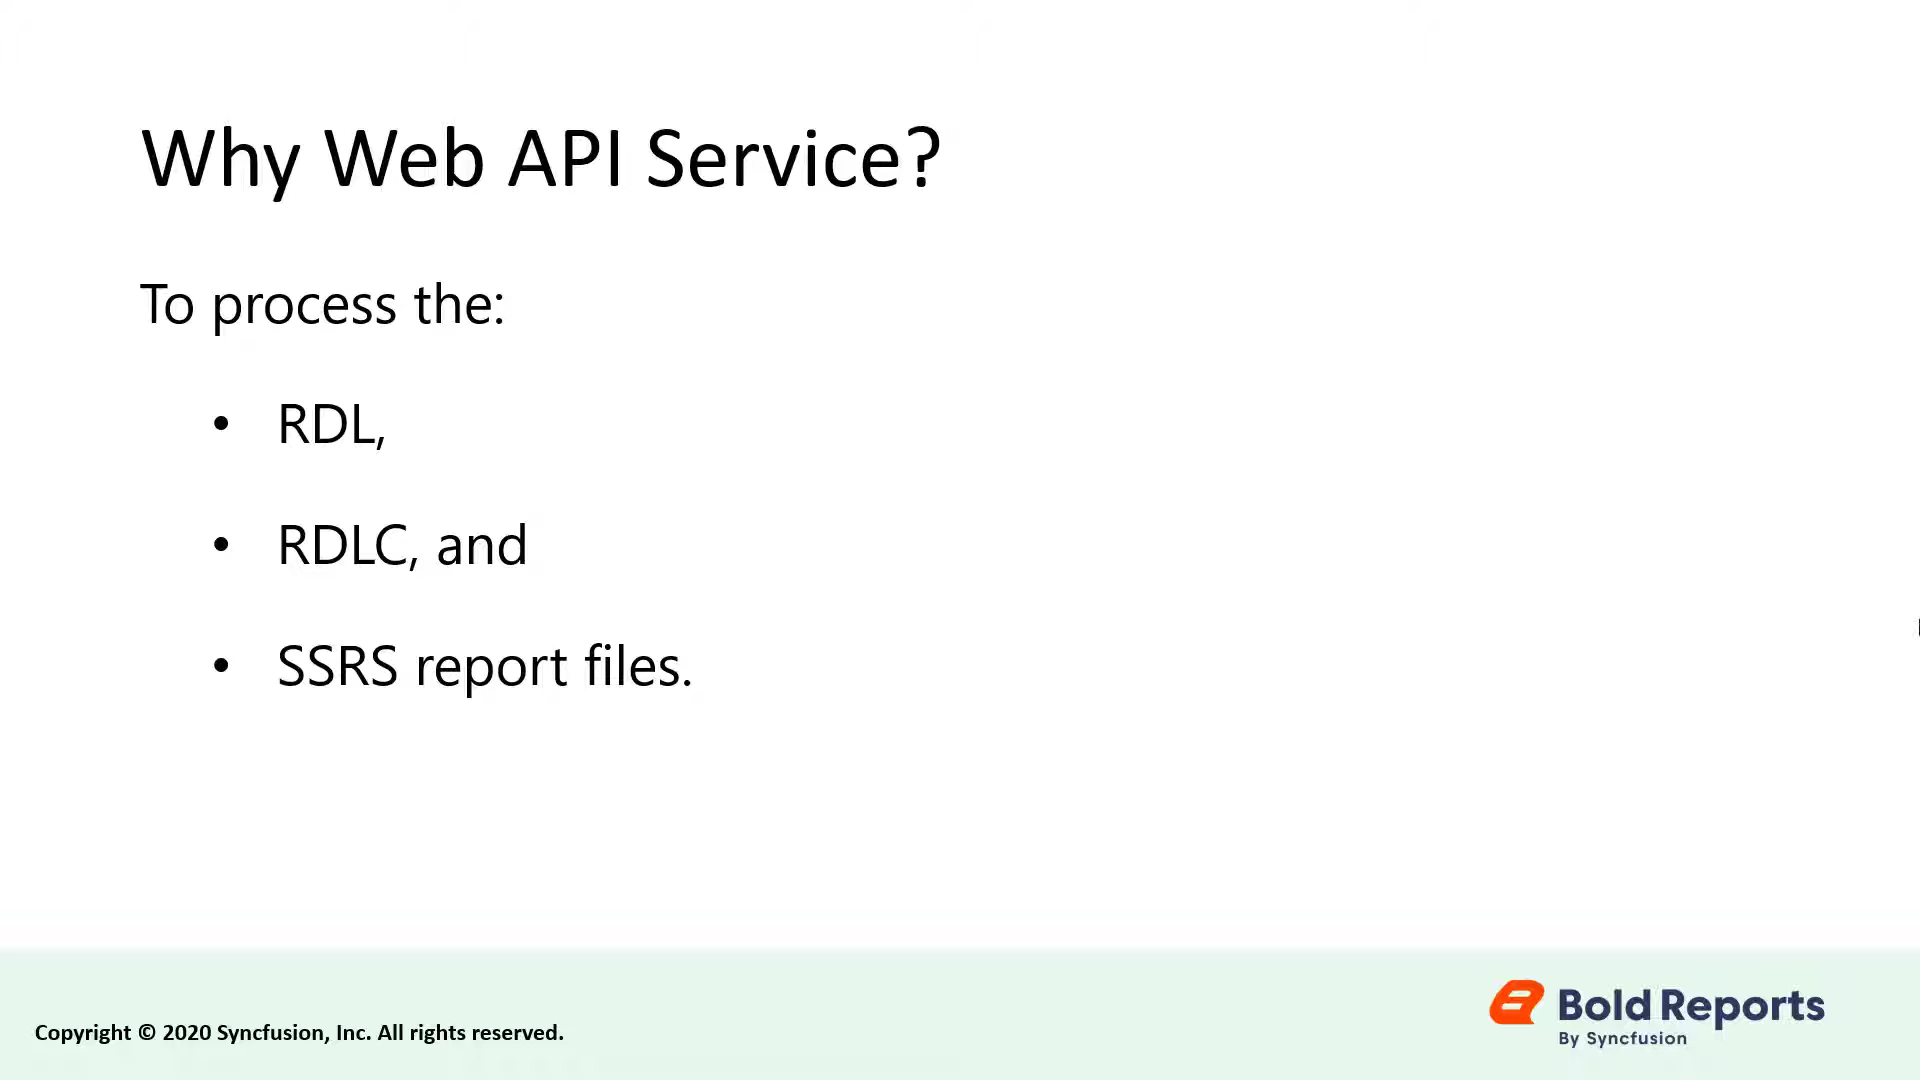 Why Web API Service?
To process the:
• RDL,
• RDLC, and
• SSRS report files.
Copyright © 2020 Syncfusion, Inc. All rights reserved.
Bold Reports
By Syncfusion